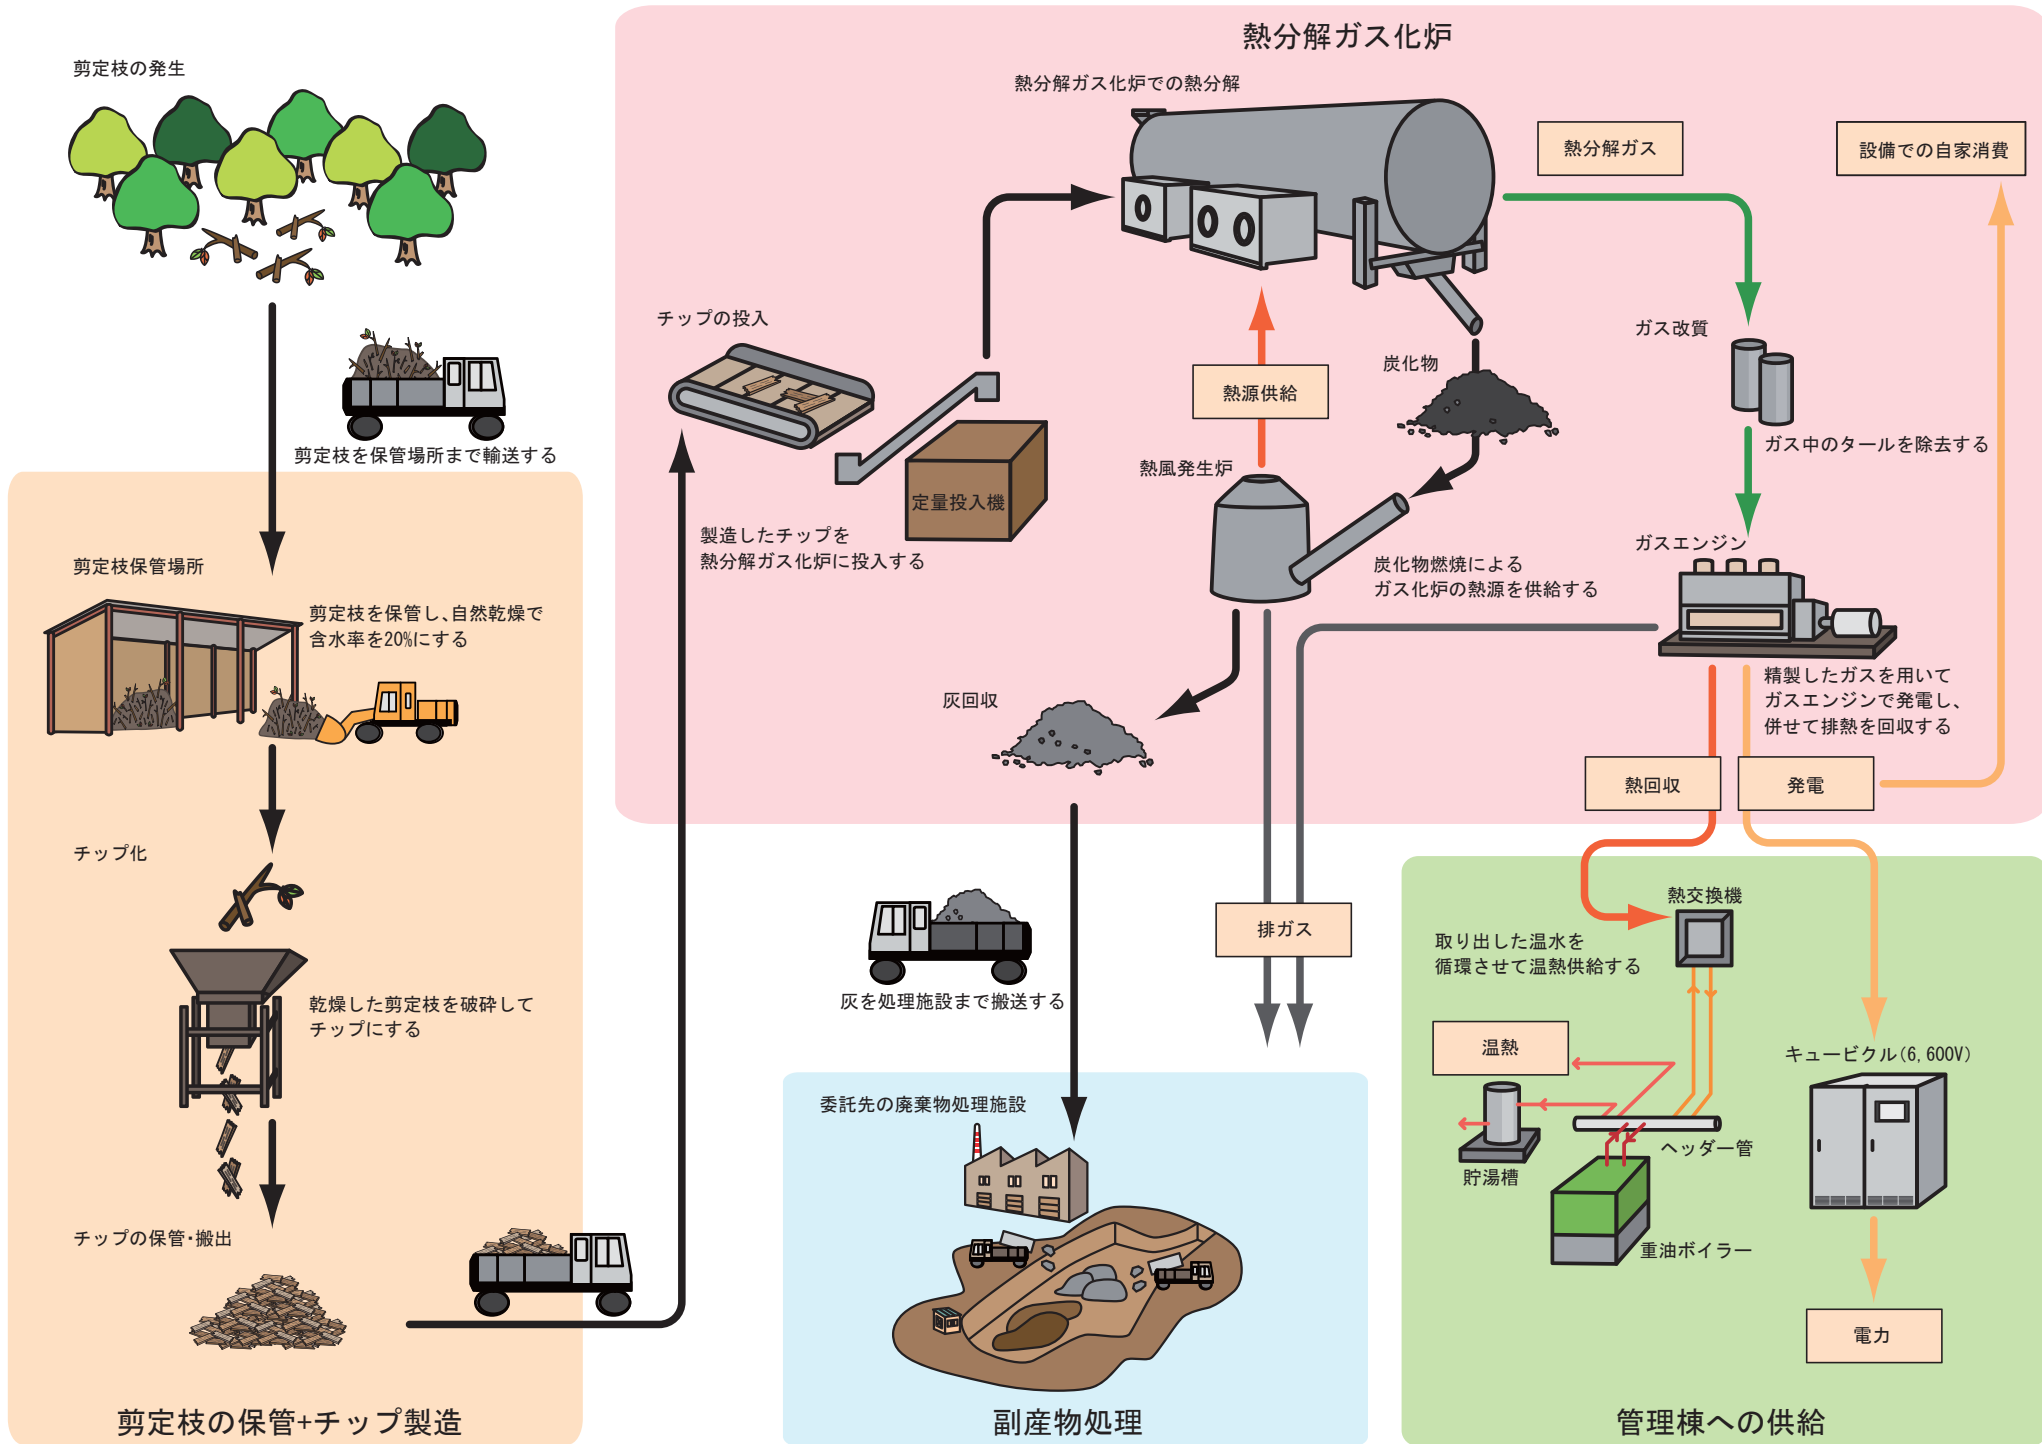 剪定枝の発生
剪定枝を保管場所まで輸送する
剪定枝保管場所
剪定枝を保管し、自然乾燥で
含水率を20%にする
チップ化
乾燥した剪定枝を破砕して
チップにする
チップの保管・搬出
剪定枝の保管+チップ製造
熱分解ガス化炉
熱分解ガス化炉での熱分解
熱分解ガス
設備での自家消費
チップの投入
定量投入機
製造したチップを
熱分解ガス化炉に投入する
熱源供給
炭化物
熱風発生炉
炭化物燃焼による
ガス化炉の熱源を供給する
ガス改質
ガス中のタールを除去する
ガスエンジン
精製したガスを用いて
ガスエンジンで発電し、
併せて排熱を回収する
灰回収
熱回収
発電
灰を処理施設まで搬送する
排ガス
委託先の廃棄物処理施設
副産物処理
熱交換機
取り出した温水を
循環させて温熱供給する
温熱
キュービクル(6,600V)
ヘッダー管
貯湯槽
重油ボイラー
電力
管理棟への供給